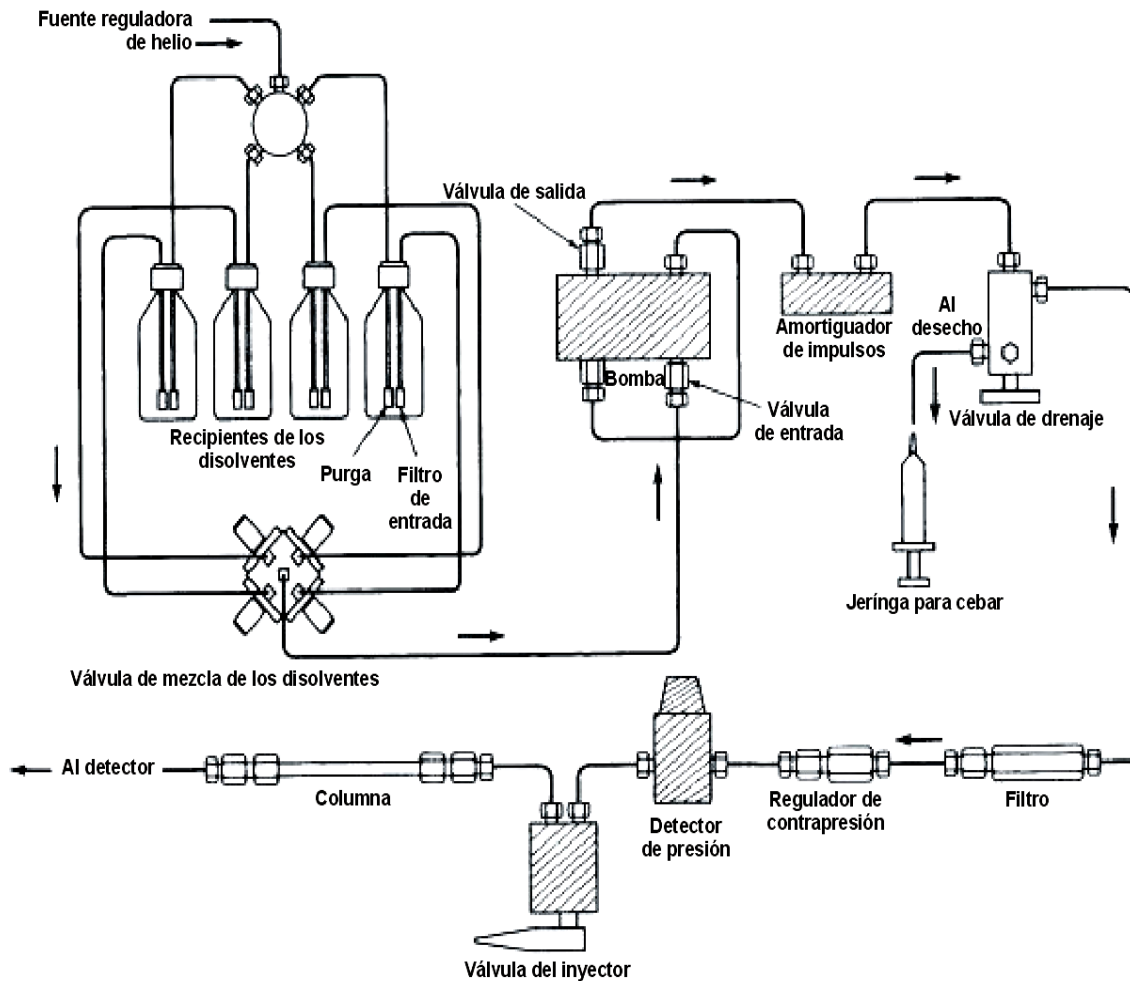 Fuente reguladora
de helio
Válvula de salida
Al
desecho
Amortiguador
de impulsos
Bomba
Válvula
de entrada
Válvula de drenaje
Recipientes de los
disolventes
Purga
Filtro
de
entrada
Jerínga para cebar
Válvula de mezcla de los disolventes
Al detector
Columna
Detector
de presión
Regulador de
contrapresión
Filtro
Válvula del inyector